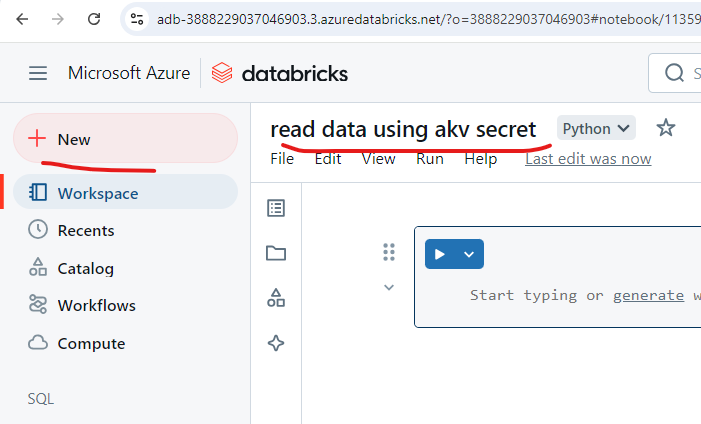 adb-3888229037046903.3.azuredatabricks.net/?o=3888229037046903#notebook/11359
Microsoft Azure databricks S
New
read data using akv secret Python
File Edit View Run Help Last edit was now
Workspace
Recents
Catalog
Workflows
Compute
SQL
Start typing or generate w